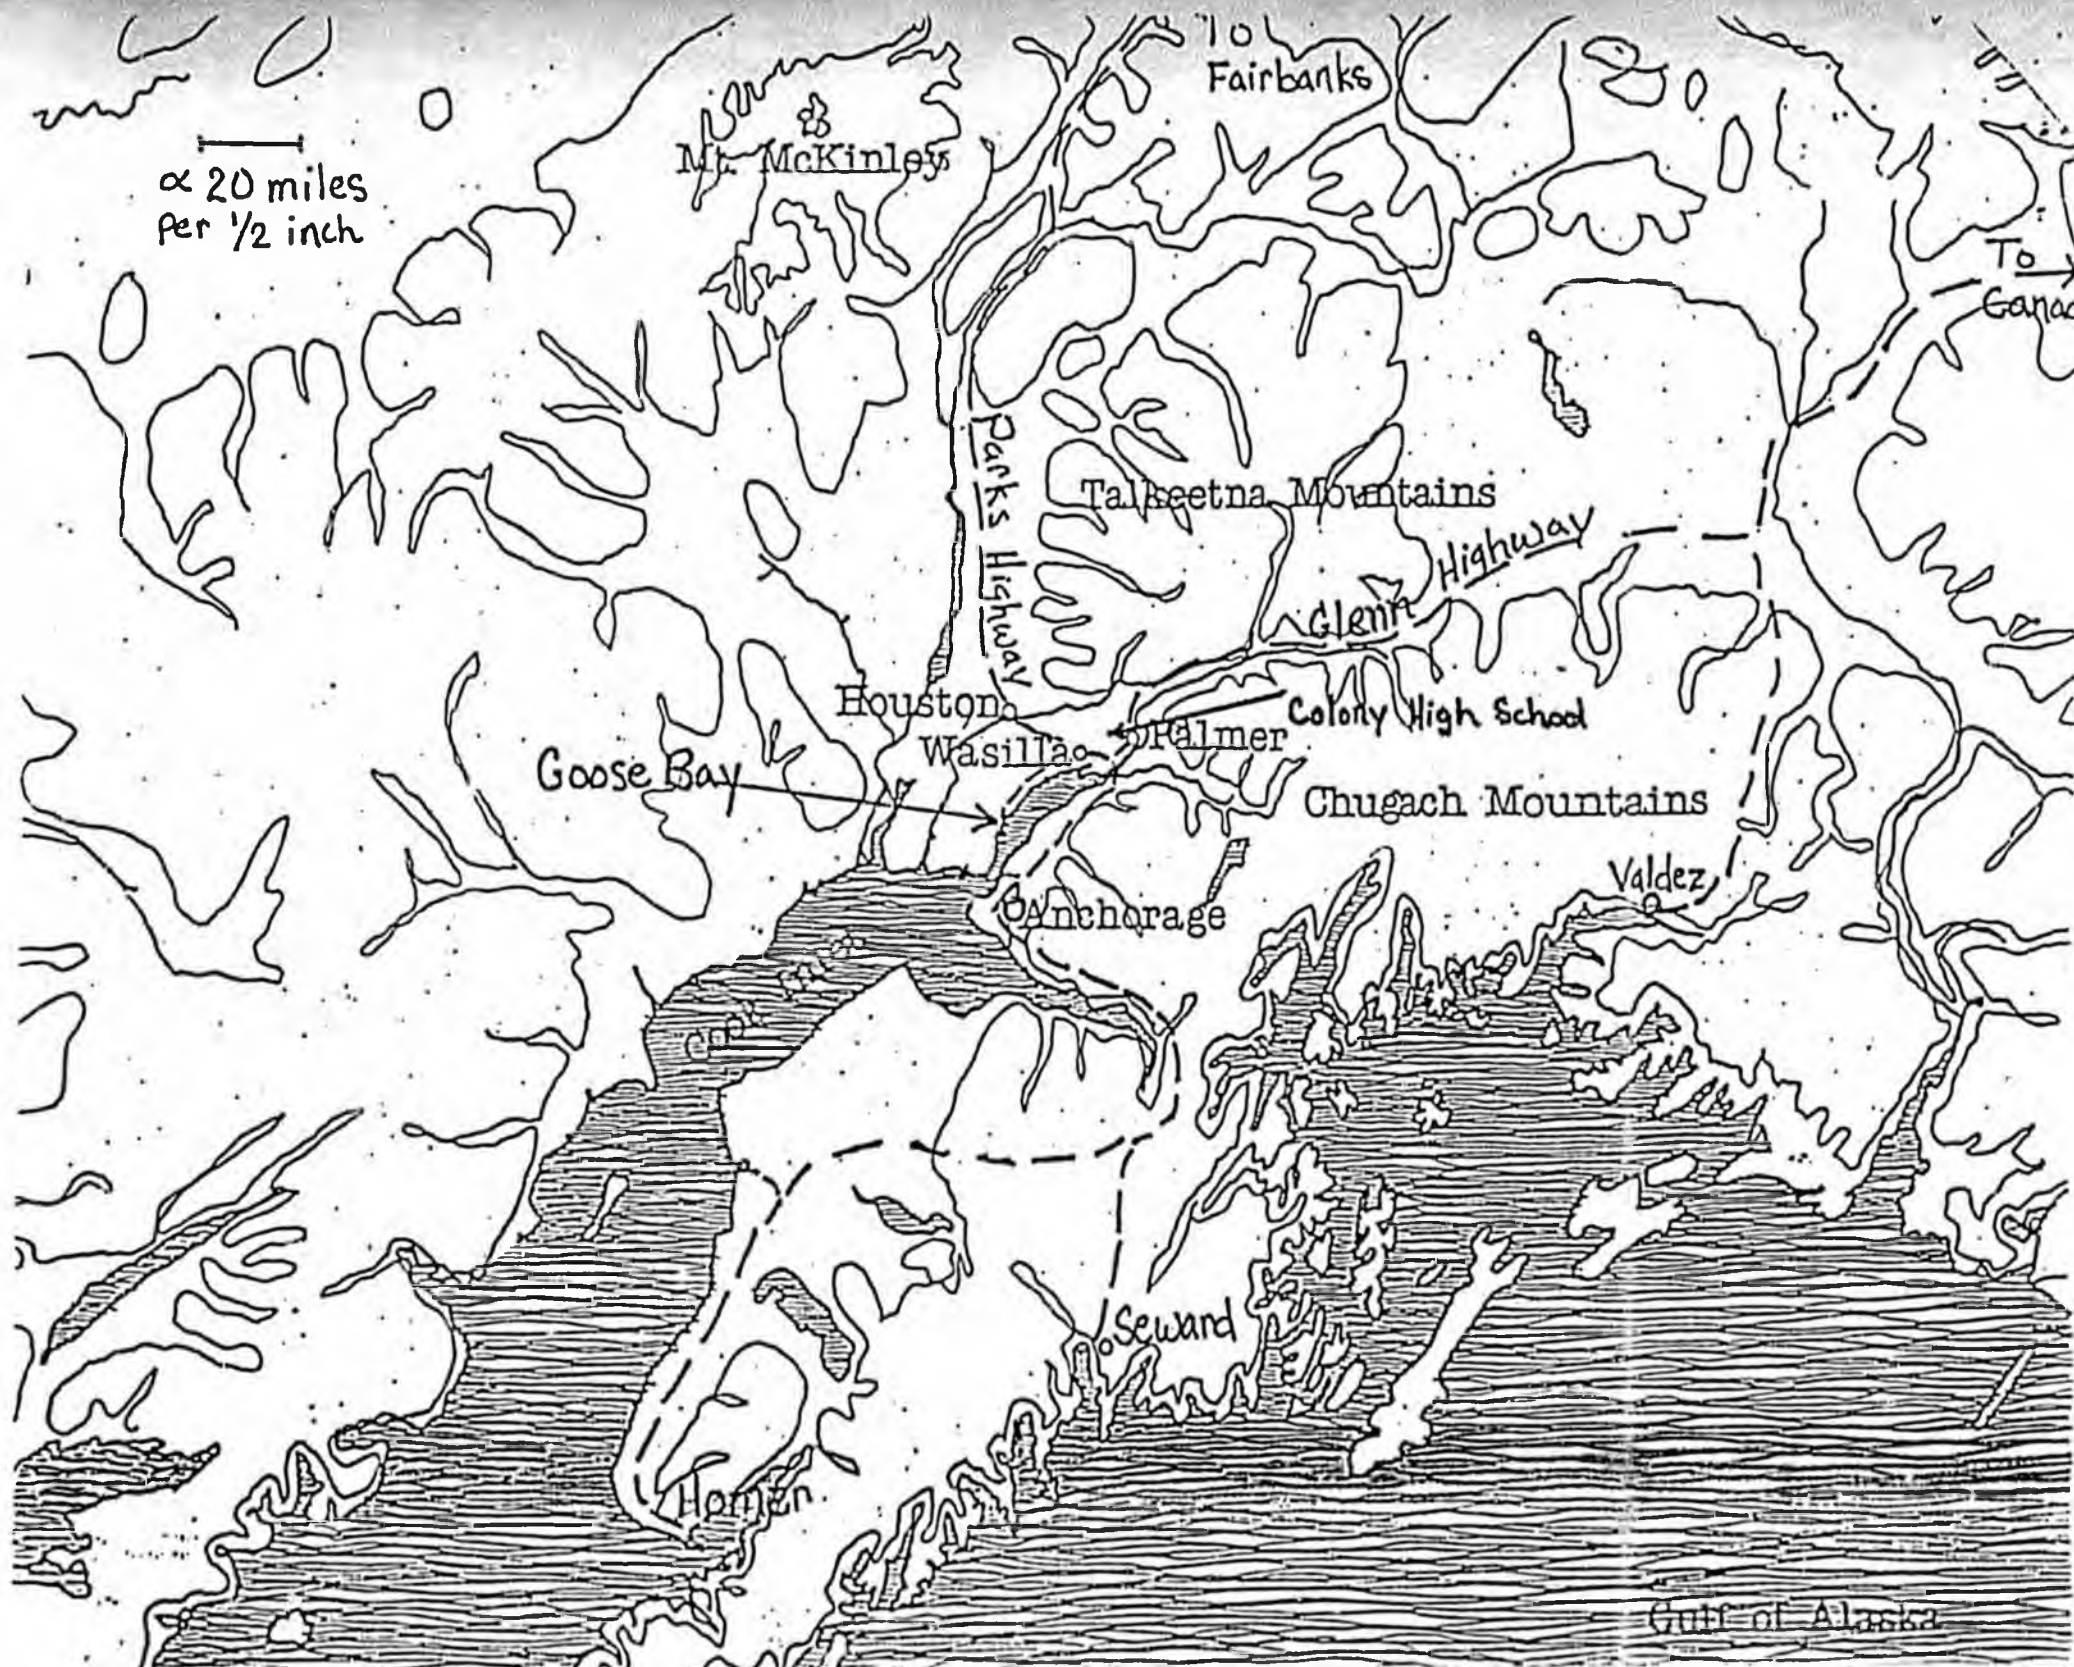 To
Fairbanks
Mt. McKinley
∝ 20 miles
per 1/2 inch
To
Parks Highway
Talkeetna Mountains
Glenn Highway
Houston
Colony High School
Wasilla
Palmer
Goose Bay
Chugach Mountains
Valdez
Anchorage
Seward
Homer
Gulf of Alaska